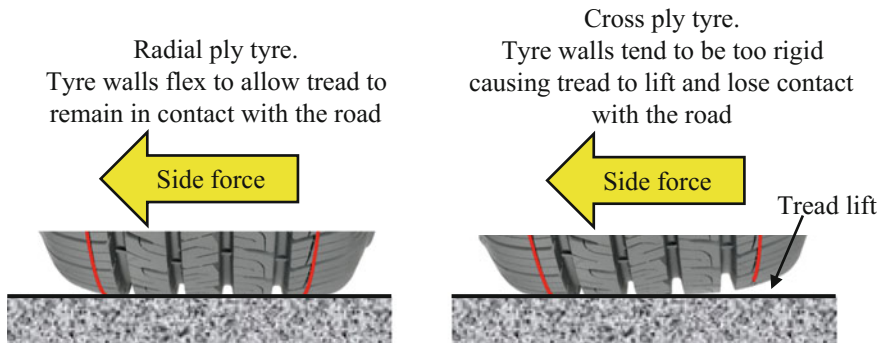 Radial ply tyre.
Tyre walls flex to allow tread to
remain in contact with the road
Side force
Cross ply tyre.
Tyre walls tend to be too rigid
causing tread to lift and lose contact
with the road
Side force
Tread lift